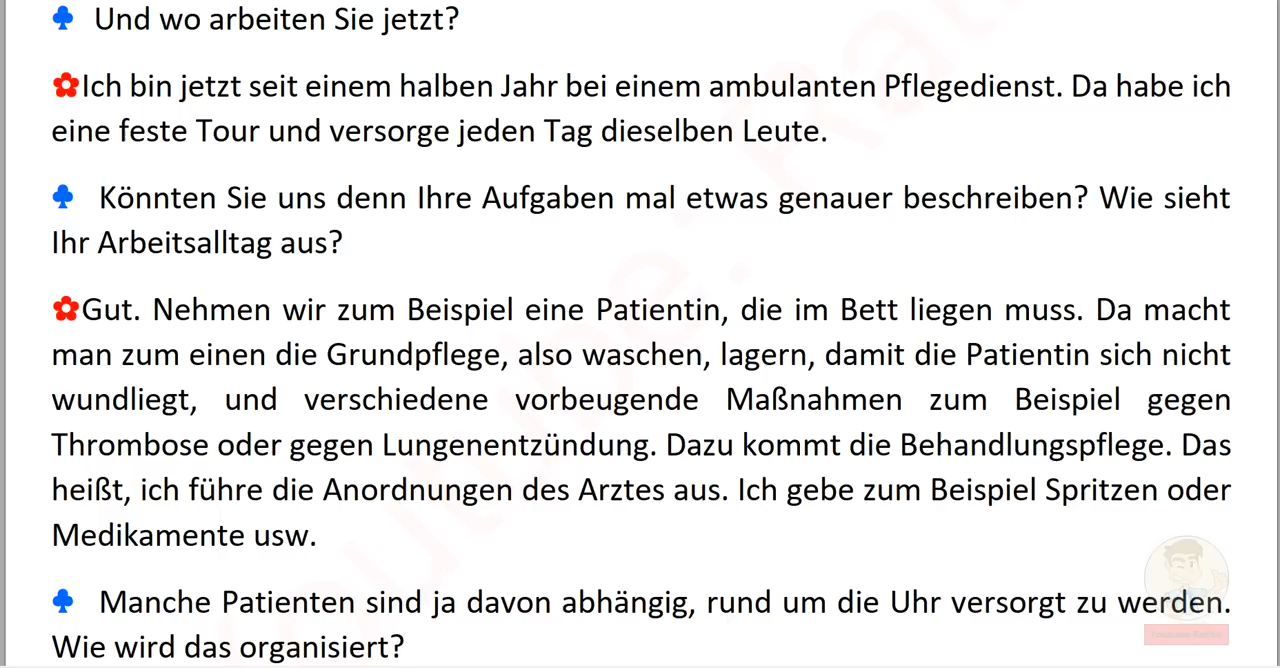 ♣ Und wo arbeiten Sie jetzt?
✿Ich bin jetzt seit einem halben Jahr bei einem ambulanten Pflegedienst. Da habe ich
eine feste Tour und versorge jeden Tag dieselben Leute.
♣ Könnten Sie uns denn Ihre Aufgaben mal etwas genauer beschreiben? Wie sieht
Ihr Arbeitsalltag aus?
✿Gut. Nehmen wir zum Beispiel eine Patientin, die im Bett liegen muss. Da macht
man zum einen die Grundpflege, also waschen, lagern, damit die Patientin sich nicht
wundliegt, und verschiedene vorbeugende Maßnahmen zum Beispiel gegen
Thrombose oder gegen Lungenentzündung. Dazu kommt die Behandlungspflege. Das
heißt, ich führe die Anordnungen des Arztes aus. Ich gebe zum Beispiel Spritzen oder
Medikamente usw.
♣ Manche Patienten sind ja davon abhängig, rund um die Uhr versorgt zu werden.
Wie wird das organisiert?